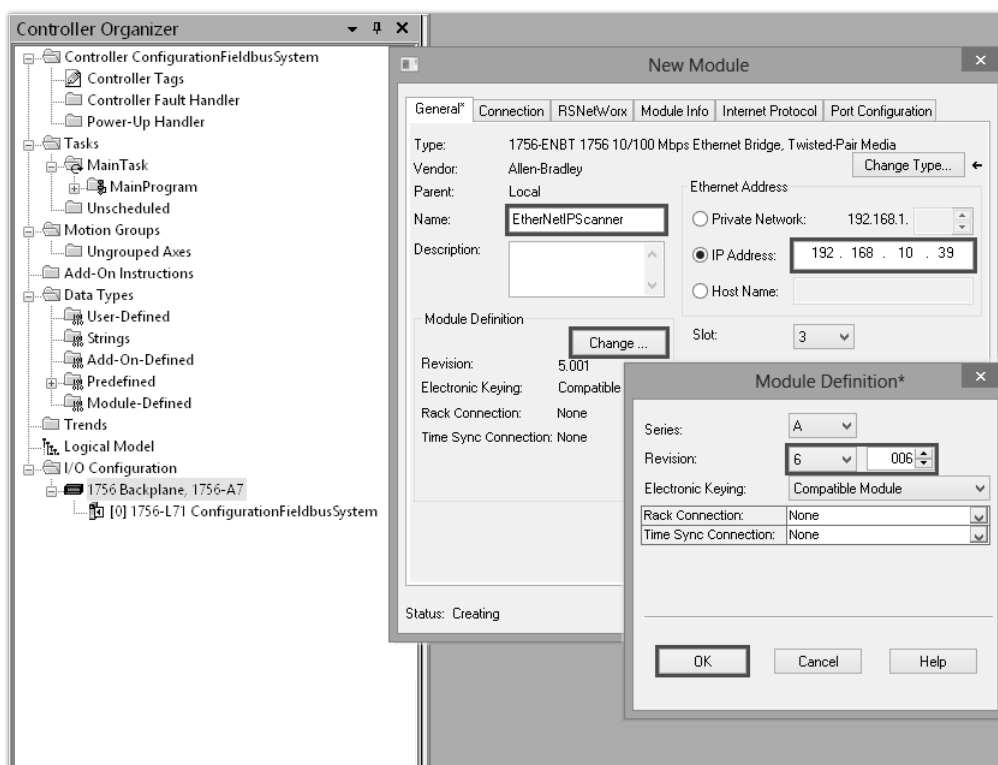 Controller Organizer
Controller ConfigurationFieldbusSystem
Controller Tags
Controller Fault Handler
Power-Up Handler
Tasks
MainTask
MainProgram
Unscheduled
Motion Groups
Ungrouped Axes
Add-On Instructions
Data Types
User-Defined
Strings
Add-On-Defined
Predefined
Module-Defined
Trends
Logical Model
I/O Configuration
1756 Backplane, 1756-A7
[0] 1756-L71 ConfigurationFieldbusSystem
New Module
General* Connection RSNetWorx Module Info Internet Protocol Port Configuration
Type: 1756-ENBT 1756 10/100 Mbps Ethernet Bridge, Twisted-Pair Media
Vendor: Allen-Bradley Change Type...
Parent: Local
Name: EtherNetIPScanner
Description:
Ethernet Address
Private Network: 192.168.1.
IP Address: 192 . 168 . 10 . 39
Host Name:
Module Definition
Change ...
Slot: 3
Revision: 5.001
Electronic Keying: Compatible
Rack Connection: None
Time Sync Connection: None
Status: Creating
Module Definition*
Series: A
Revision: 6 006
Electronic Keying: Compatible Module
Rack Connection: None
Time Sync Connection: None
OK Cancel Help